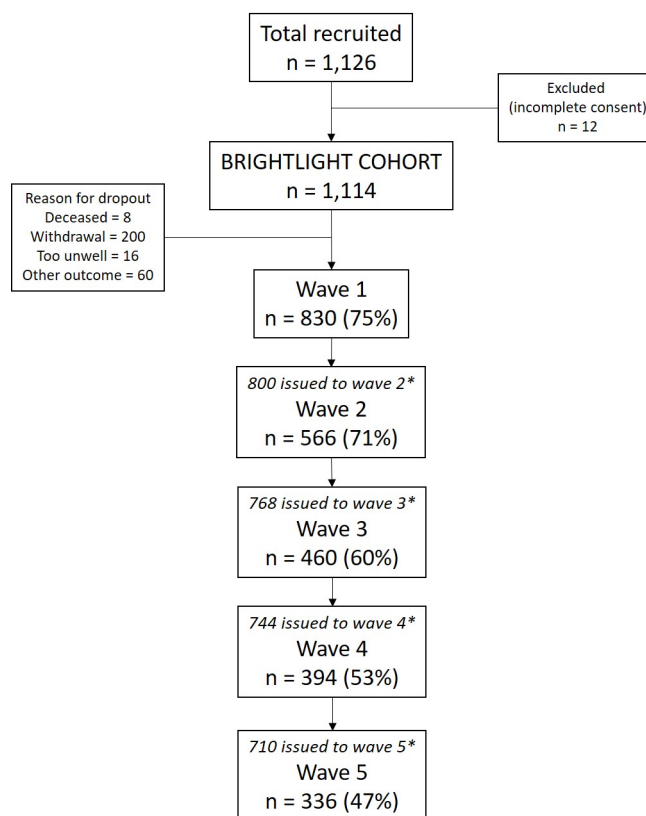 Total recruited
n = 1,126
Excluded
(incomplete consent)
n = 12
BRIGHTLIGHT COHORT
n = 1,114
Reason for dropout
Deceased = 8
Withdrawal = 200
Too unwell = 16
Other outcome = 60
Wave 1
n = 830 (75%)
800 issued to wave 2*
Wave 2
n = 566 (71%)
768 issued to wave 3*
Wave 3
n = 460 (60%)
744 issued to wave 4*
Wave 4
n = 394 (53%)
710 issued to wave 5*
Wave 5
n = 336 (47%)